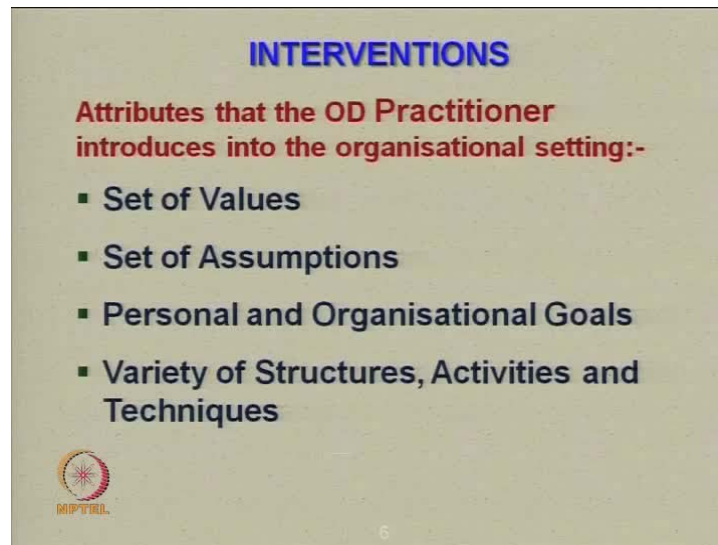 INTERVENTIONS
Attributes that the OD Practitioner
introduces into the organisational setting:-
▪ Set of Values
▪ Set of Assumptions
▪ Personal and Organisational Goals
▪ Variety of Structures, Activities and
Techniques
NPTEL
6